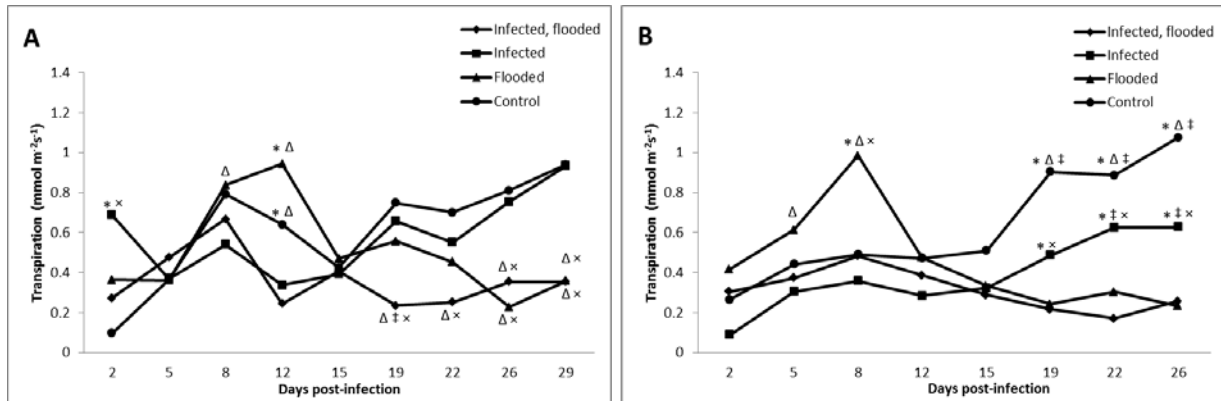 A
Infected, flooded
Infected
Flooded
Control
Transpiration (mmol m⁻²s⁻¹)
1.4
1.2
1
0.8
0.6
0.4
0.2
0
* ×
Δ
* Δ
* Δ
Δ ‡ ×
Δ ×
Δ ×
Δ ×
Δ ×
Δ ×
2 5 8 12 15 19 22 26 29
Days post-infection
B
Infected, flooded
Infected
Flooded
Control
Transpiration (mmol m⁻²s⁻¹)
1.4
1.2
1
0.8
0.6
0.4
0.2
0
Δ
* Δ ×
* Δ ‡
* Δ ‡
* Δ ‡
* ×
* ‡ ×
* ‡ ×
2 5 8 12 15 19 22 26
Days post-infection